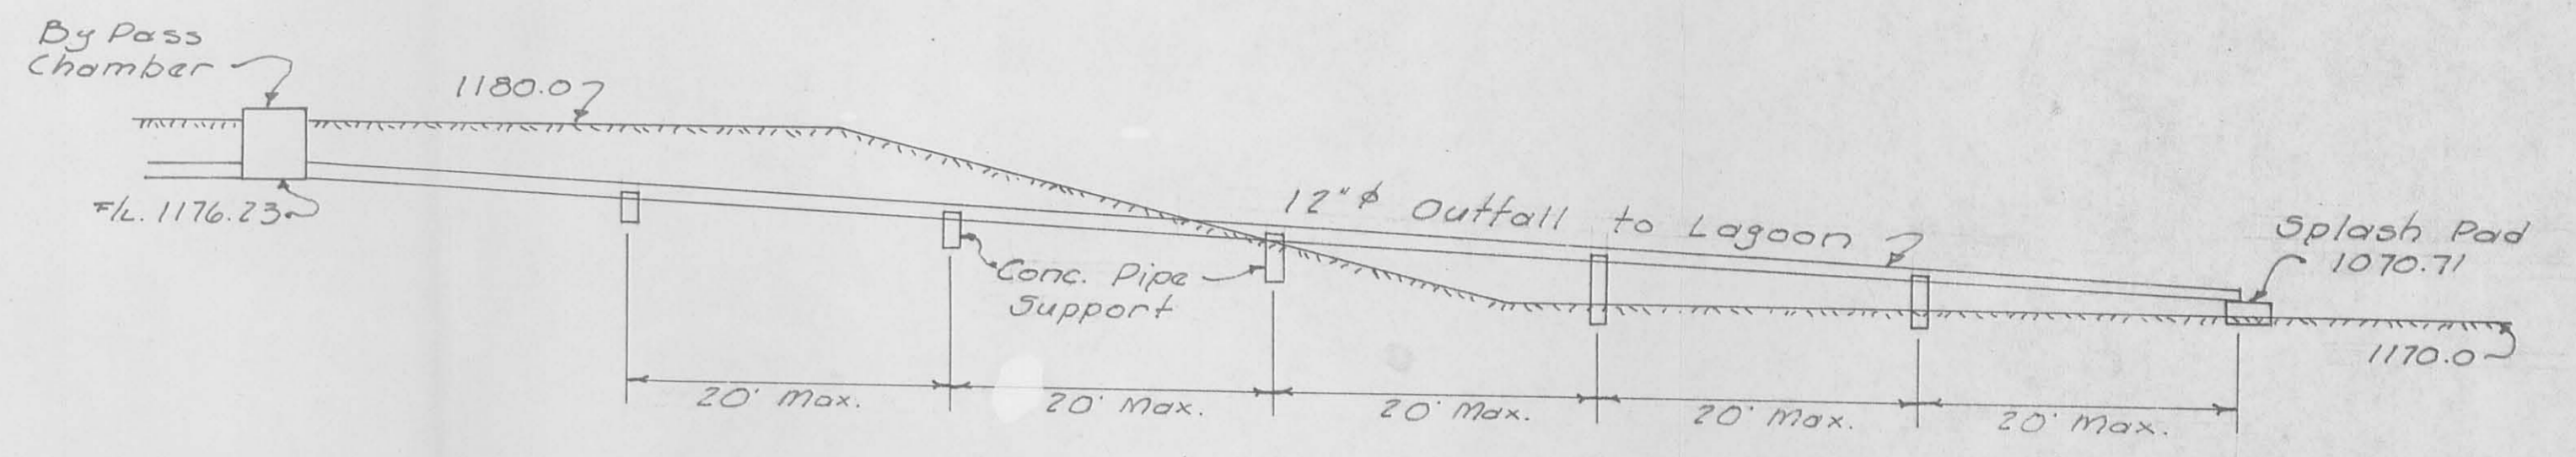 By Pass
Chamber
1180.0
F/L. 1176.23
Conc. Pipe
Support
12"⌀ Outfall to Lagoon
Splash Pad
1070.71
1170.0
20' Max.
20' Max.
20' Max.
20' Max.
20' Max.